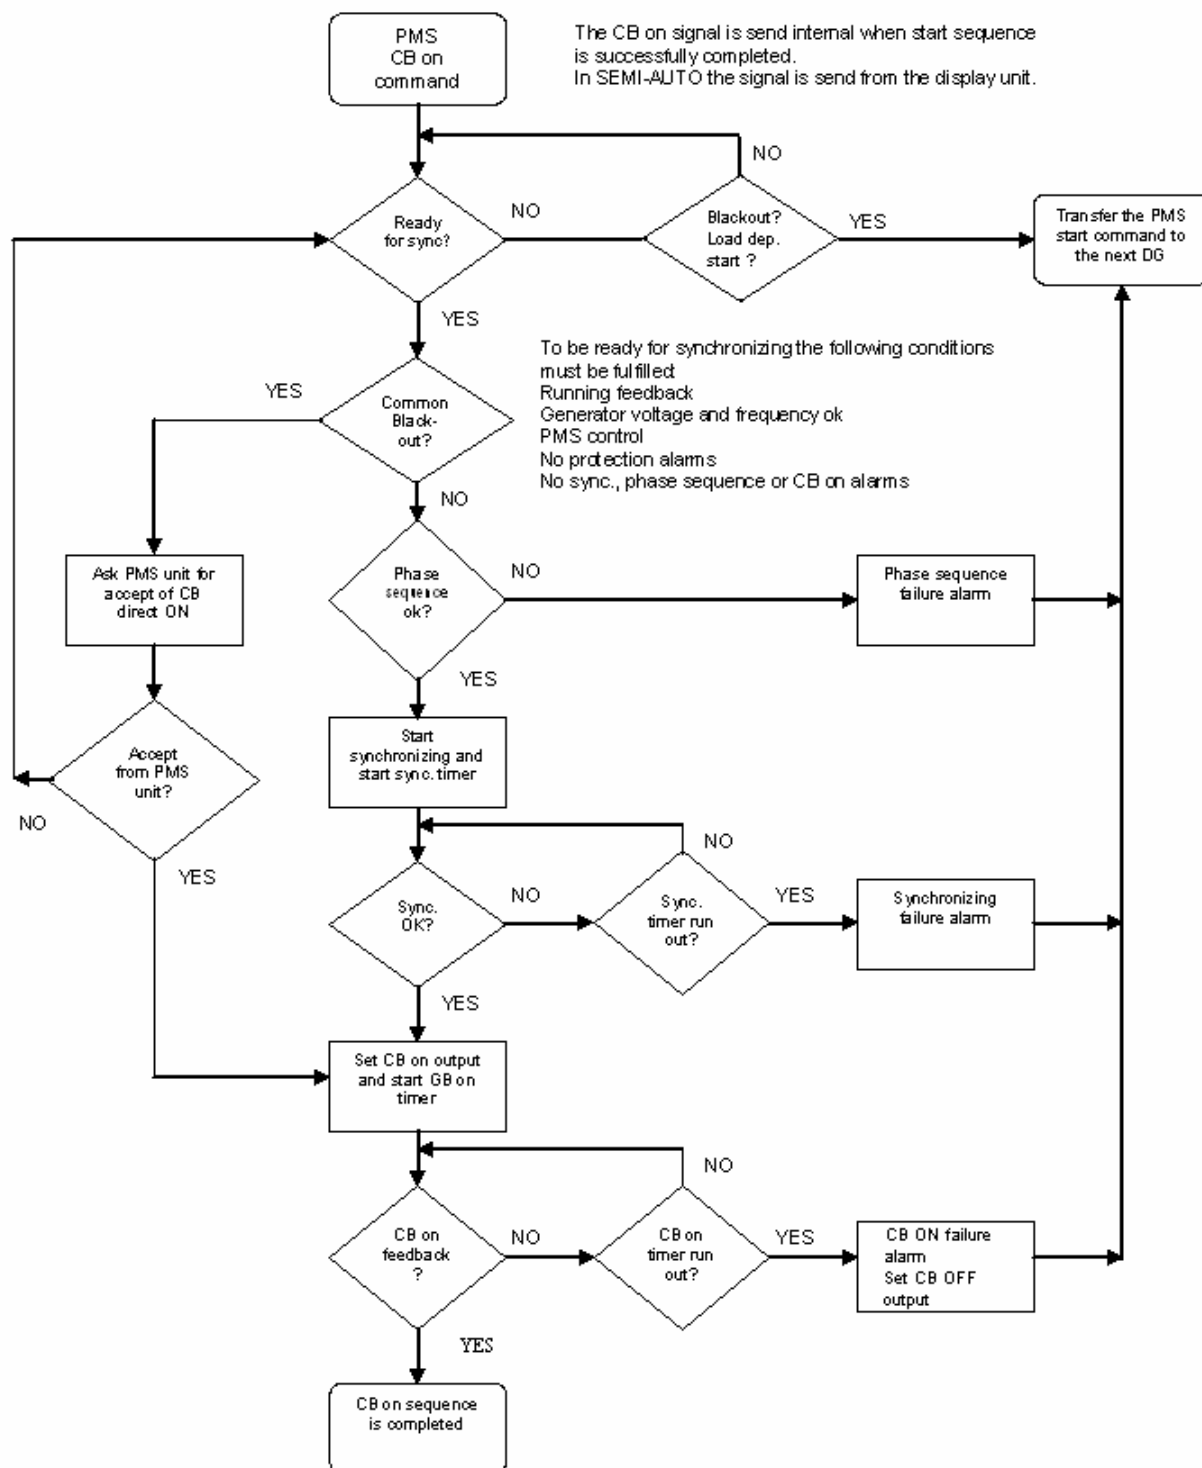 PMS
CB on
command
The CB on signal is send internal when start sequence
is successfully completed.
In SEMI-AUTO the signal is send from the display unit.
NO
Ready
for sync?
NO
Blackout?
Load dep.
start ?
YES
Transfer the PMS
start command to
the next DG
YES
To be ready for synchronizing the following conditions
must be fulfilled
Running feedback
Generator voltage and frequency ok
PMS control
No protection alarms
No sync., phase sequence or CB on alarms
YES
Common
Black-
out?
NO
Ask PMS unit for
accept of CB
direct ON
Phase
sequence
ok?
NO
Phase sequence
failure alarm
YES
Start
synchronizing and
start sync. timer
Accept
from PMS
unit?
NO
YES
NO
Sync.
OK?
NO
Sync.
timer run
out?
YES
Synchronizing
failure alarm
YES
Set CB on output
and start GB on
timer
NO
CB on
feedback
?
NO
CB on
timer run
out?
YES
CB ON failure
alarm
Set CB OFF
output
YES
CB on sequence
is completed